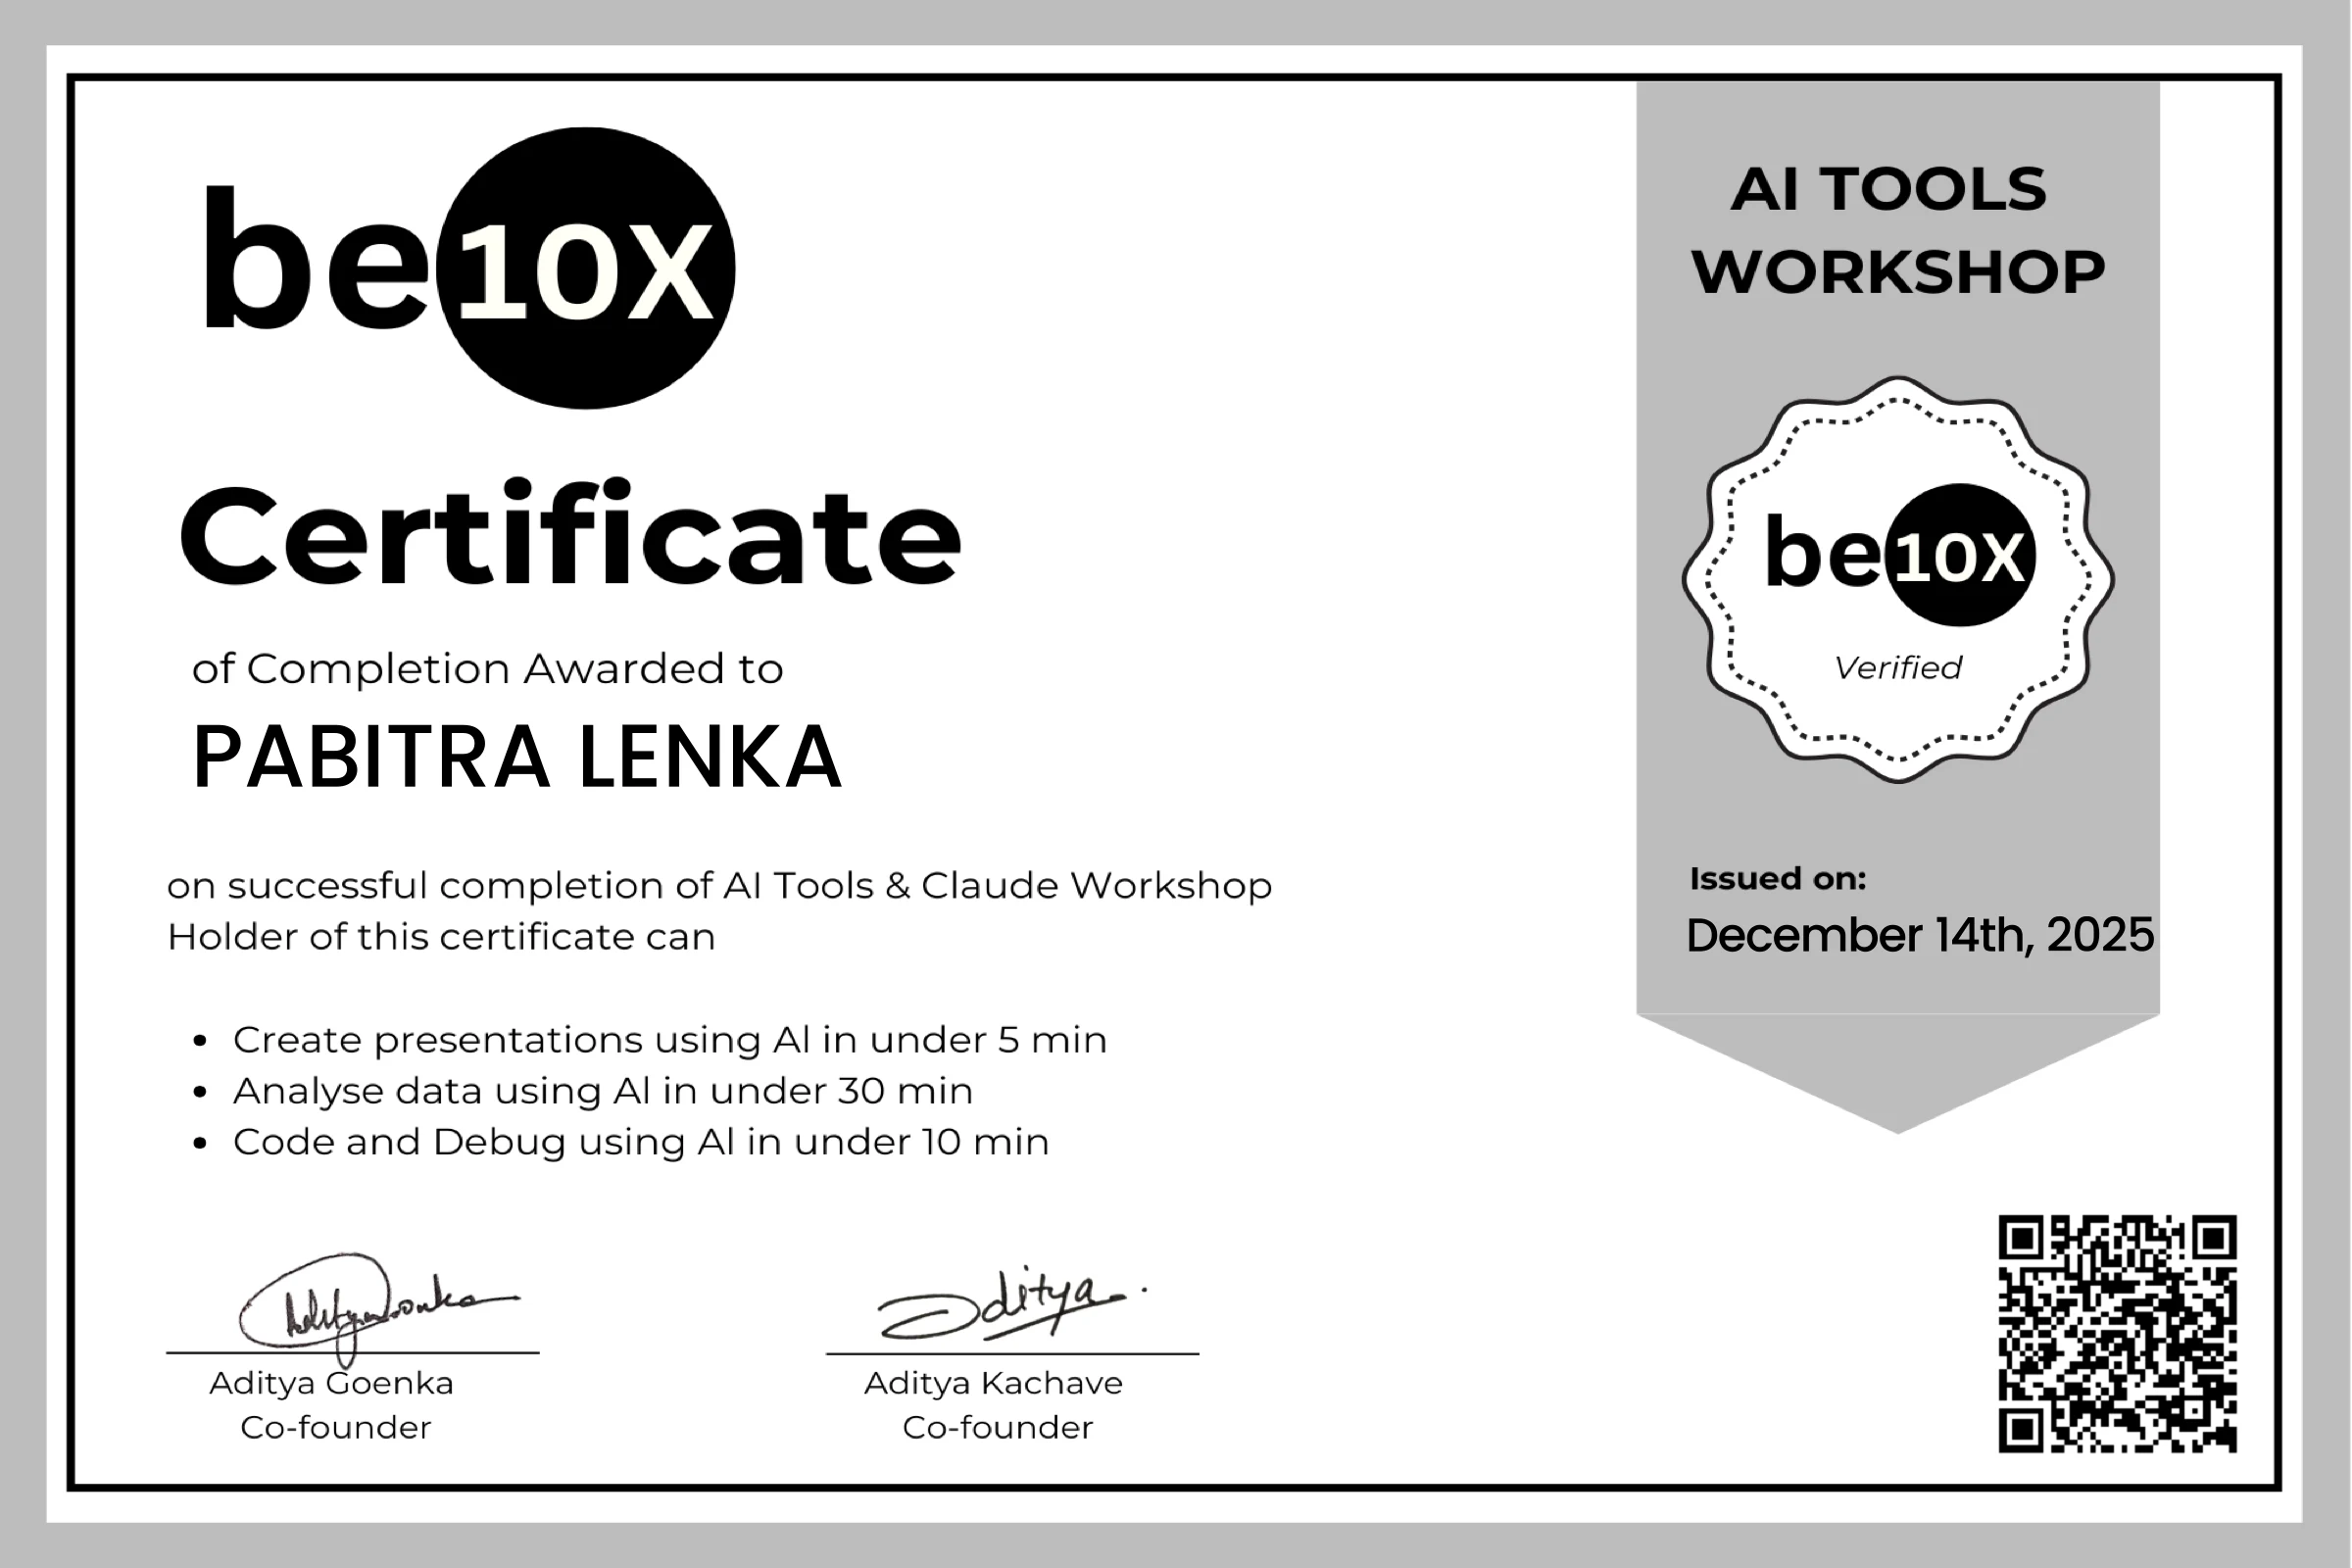 be10X
Certificate
of Completion Awarded to
PABITRA LENKA
on successful completion of AI Tools & Claude Workshop
Holder of this certificate can
• Create presentations using AI in under 5 min
• Analyse data using AI in under 30 min
• Code and Debug using AI in under 10 min
Aditya Goenka
Aditya Goenka
Co-founder
Aditya
Aditya Kachave
Co-founder
AI TOOLS
WORKSHOP
be10X
Verified
Issued on:
December 14th, 2025